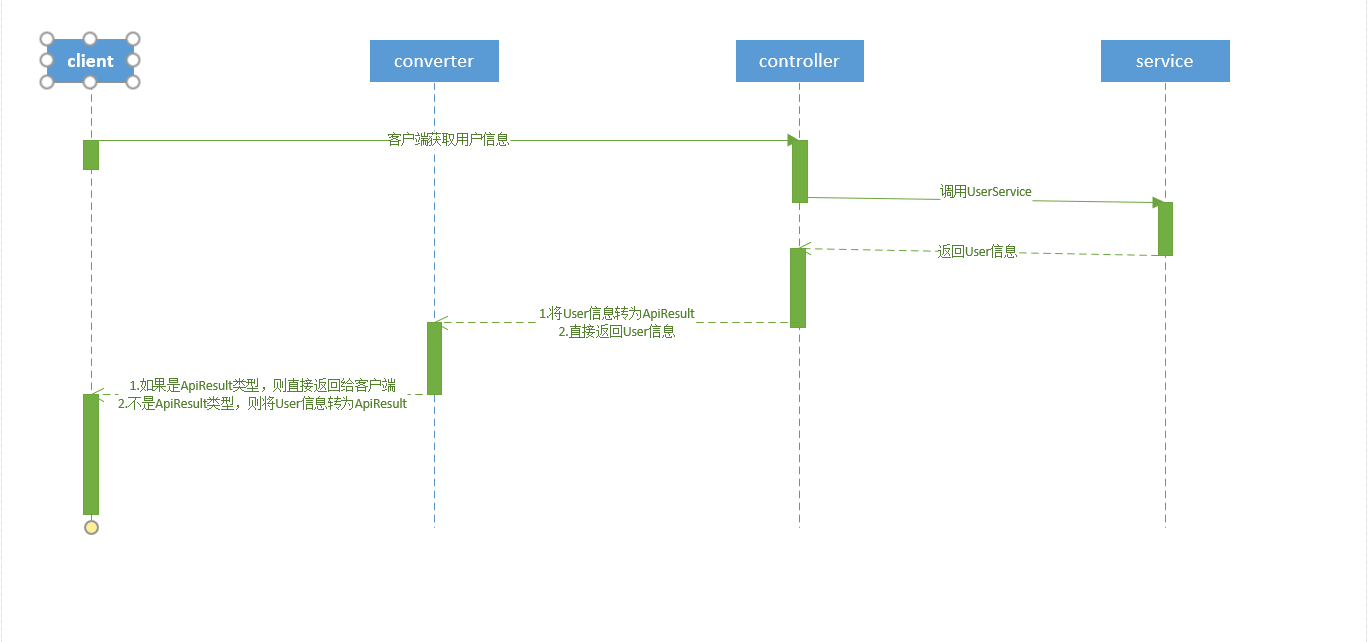 client
converter
controller
service
客户端获取用户信息
调用UserService
返回User信息
1.将User信息转为ApiResult
2.直接返回User信息
1.如果是ApiResult类型，则直接返回给客户端
2.不是ApiResult类型，则将User信息转为ApiResult